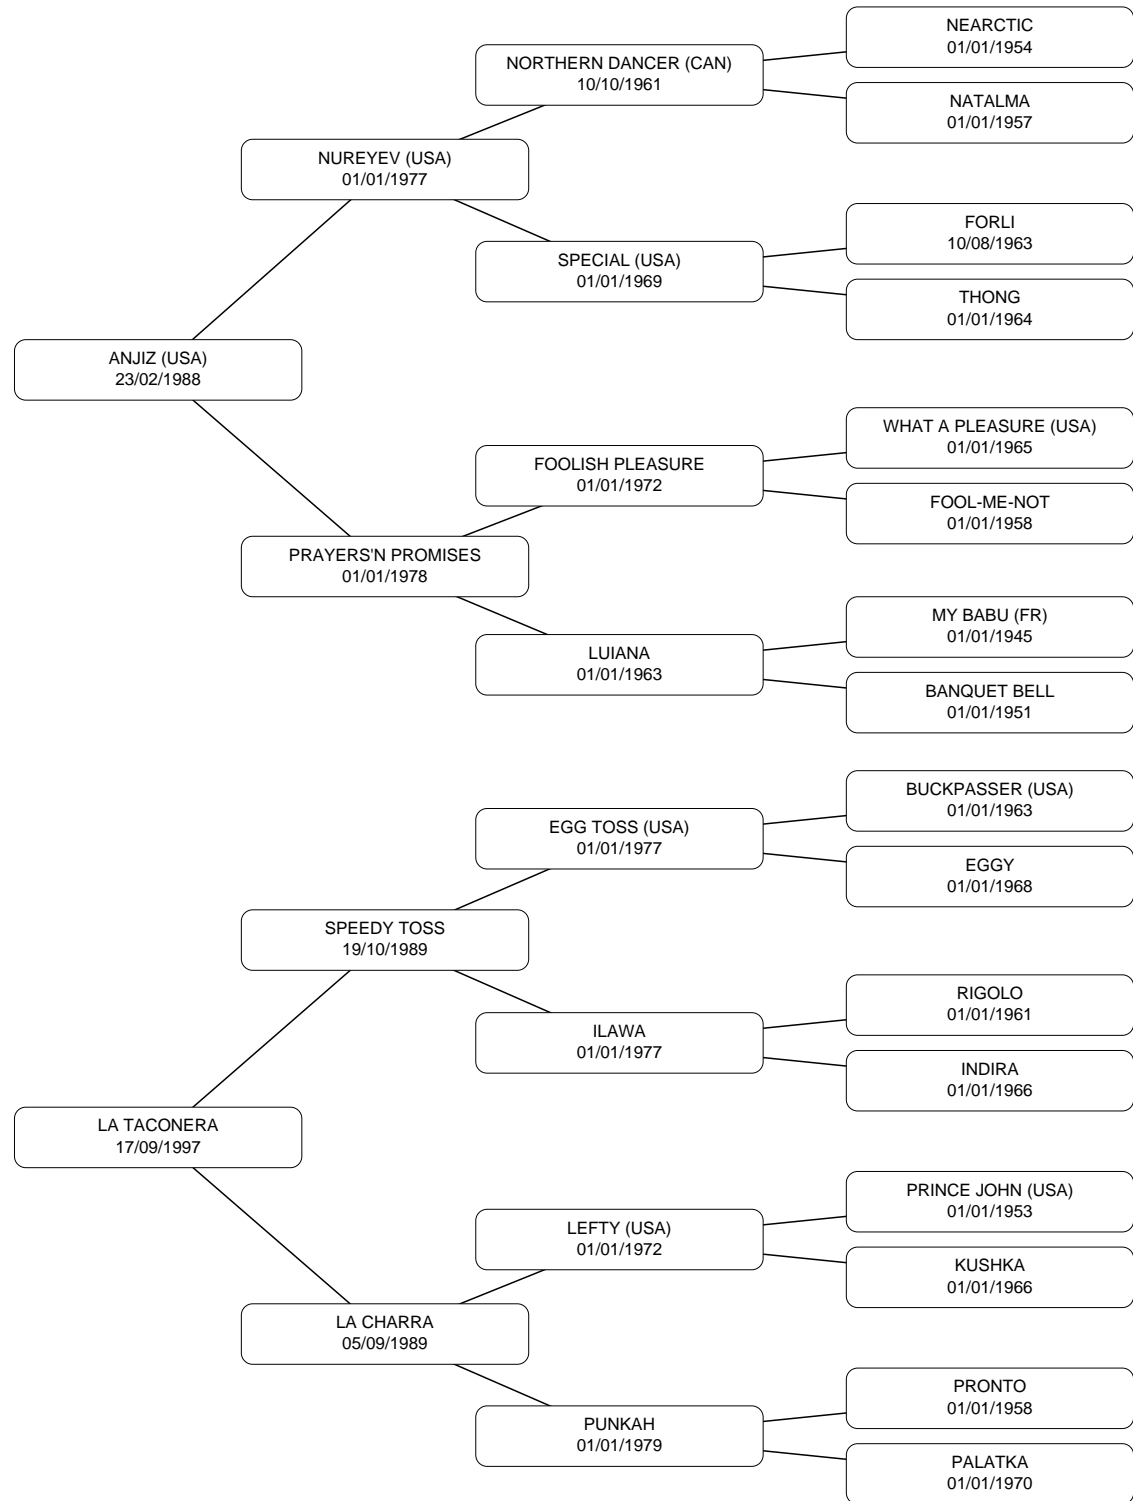 NEARCTIC
01/01/1954
NORTHERN DANCER (CAN)
10/10/1961
NATALMA
01/01/1957
NUREYEV (USA)
01/01/1977
FORLI
10/08/1963
SPECIAL (USA)
01/01/1969
THONG
01/01/1964
ANJIZ (USA)
23/02/1988
WHAT A PLEASURE (USA)
01/01/1965
FOOLISH PLEASURE
01/01/1972
FOOL-ME-NOT
01/01/1958
PRAYERS'N PROMISES
01/01/1978
MY BABU (FR)
01/01/1945
LUIANA
01/01/1963
BANQUET BELL
01/01/1951
BUCKPASSER (USA)
01/01/1963
EGG TOSS (USA)
01/01/1977
EGGY
01/01/1968
SPEEDY TOSS
19/10/1989
RIGOLO
01/01/1961
ILAWA
01/01/1977
INDIRA
01/01/1966
LA TACONERA
17/09/1997
PRINCE JOHN (USA)
01/01/1953
LEFTY (USA)
01/01/1972
KUSHKA
01/01/1966
LA CHARRA
05/09/1989
PRONTO
01/01/1958
PUNKAH
01/01/1979
PALATKA
01/01/1970